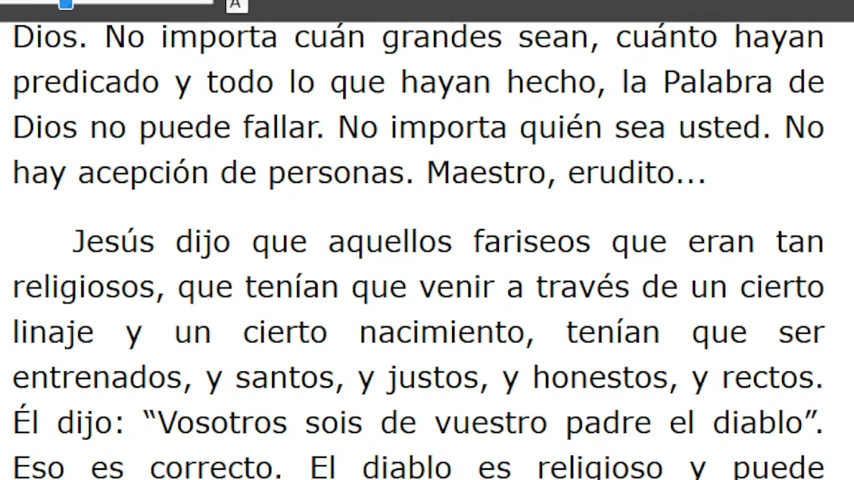 A
Dios. No importa cuán grandes sean, cuánto hayan
predicado y todo lo que hayan hecho, la Palabra de
Dios no puede fallar. No importa quién sea usted. No
hay acepción de personas. Maestro, erudito...
Jesús dijo que aquellos fariseos que eran tan
religiosos, que tenían que venir a través de un cierto
linaje y un cierto nacimiento, tenían que ser
entrenados, y santos, y justos, y honestos, y rectos.
Él dijo: “Vosotros sois de vuestro padre el diablo”.
Eso es correcto. El diablo es religioso y puede